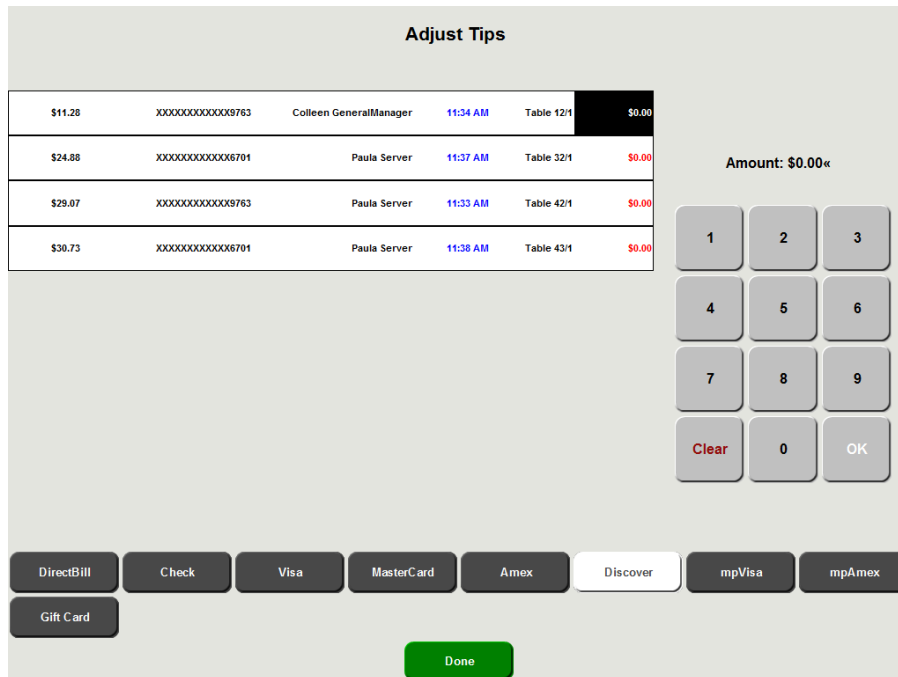 Adjust Tips
$11.28 XXXXXXXXXXXX9763 Colleen GeneralManager 11:34 AM Table 12/1 $0.00
$24.88 XXXXXXXXXXXX6701 Paula Server 11:37 AM Table 32/1 $0.00
$29.07 XXXXXXXXXXXX9763 Paula Server 11:33 AM Table 42/1 $0.00
$30.73 XXXXXXXXXXXX6701 Paula Server 11:38 AM Table 43/1 $0.00
Amount: $0.00«
1 2 3
4 5 6
7 8 9
Clear 0 OK
DirectBill Check Visa MasterCard Amex Discover mpVisa mpAmex
Gift Card
Done